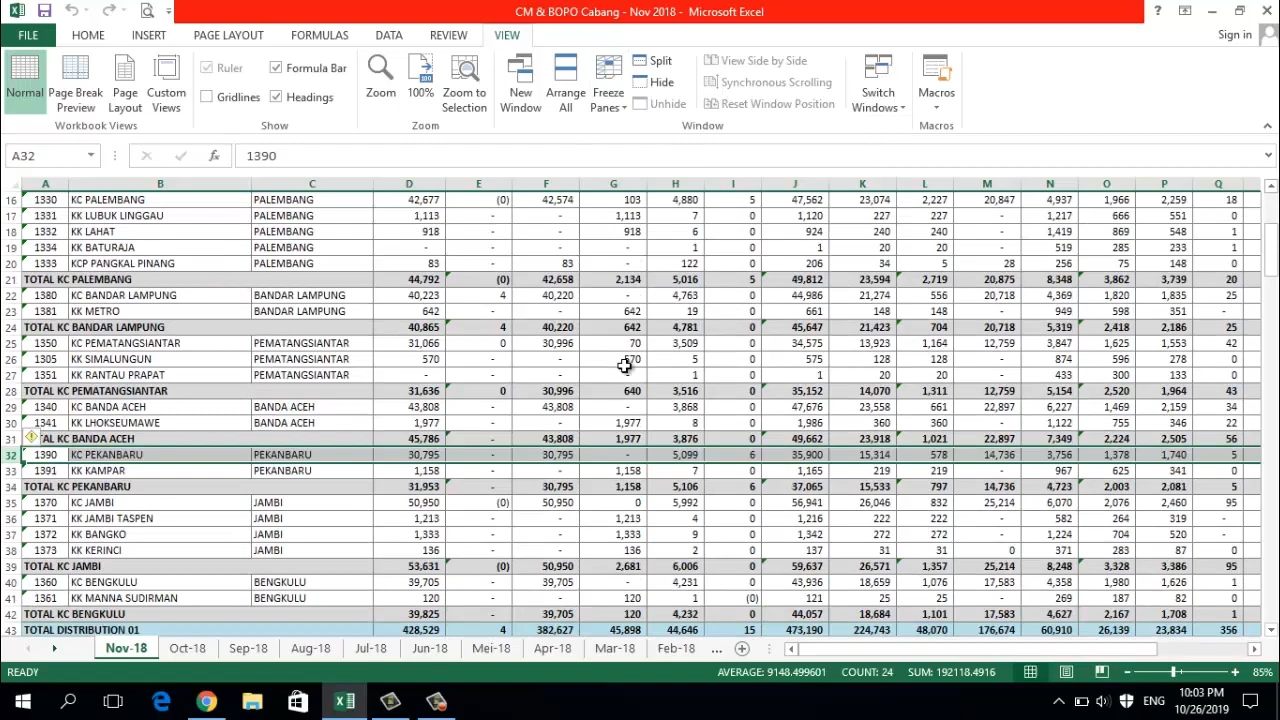 CM & BOPO Cabang - Nov 2018 - Microsoft Excel
FILE HOME INSERT PAGE LAYOUT FORMULAS DATA REVIEW VIEW Sign in
Normal Page Break Preview Page Layout Custom Views
Ruler Formula Bar
Gridlines Headings
Zoom 100% Zoom to Selection
New Window Arrange All Freeze Panes
Split
Hide
Unhide
View Side by Side
Synchronous Scrolling
Reset Window Position
Switch Windows Macros
Workbook Views Show Zoom Window Macros
A32 fx 1390
A B C D E F G H I J K L M N O P Q
16 1330 KC PALEMBANG PALEMBANG 42,677 (0) 42,574 103 4,880 5 47,562 23,074 2,227 20,847 4,937 1,966 2,259 18
17 1331 KK LUBUK LINGGAU PALEMBANG 1,113 - - 1,113 7 0 1,120 227 227 - 1,217 666 551 0
18 1332 KK LAHAT PALEMBANG 918 - - 918 6 0 924 240 240 - 1,419 869 548 1
19 1334 KK BATURAJA PALEMBANG - - - - 1 0 1 20 20 - 519 285 233 1
20 1333 KCP PANGKAL PINANG PALEMBANG 83 - 83 - 122 0 206 34 5 28 256 75 148 0
21 TOTAL KC PALEMBANG 44,792 (0) 42,658 2,134 5,016 5 49,812 23,594 2,719 20,875 8,348 3,862 3,739 20
22 1380 KC BANDAR LAMPUNG BANDAR LAMPUNG 40,223 4 40,220 - 4,763 0 44,986 21,274 556 20,718 4,369 1,820 1,835 25
23 1381 KK METRO BANDAR LAMPUNG 642 - - 642 19 0 661 148 148 - 949 598 351 -
24 TOTAL KC BANDAR LAMPUNG 40,865 4 40,220 642 4,781 0 45,647 21,423 704 20,718 5,319 2,418 2,186 25
25 1350 KC PEMATANGSIANTAR PEMATANGSIANTAR 31,066 0 30,996 70 3,509 0 34,575 13,923 1,164 12,759 3,847 1,625 1,553 42
26 1305 KK SIMALUNGUN PEMATANGSIANTAR 570 - - 570 5 0 575 128 128 - 874 596 278 0
27 1351 KK RANTAU PRAPAT PEMATANGSIANTAR - - - - 1 0 1 20 20 - 433 300 133 0
28 TOTAL KC PEMATANGSIANTAR 31,636 0 30,996 640 3,516 0 35,152 14,070 1,311 12,759 5,154 2,520 1,964 43
29 1340 KC BANDA ACEH BANDA ACEH 43,808 - 43,808 - 3,868 0 47,676 23,558 661 22,897 6,227 1,469 2,159 34
30 1341 KK LHOKSEUMAWE BANDA ACEH 1,977 - - 1,977 8 0 1,986 360 360 - 1,122 755 346 22
31 TAL KC BANDA ACEH 45,786 - 43,808 1,977 3,876 0 49,662 23,918 1,021 22,897 7,349 2,224 2,505 56
32 1390 KC PEKANBARU PEKANBARU 30,795 - 30,795 - 5,099 6 35,900 15,314 578 14,736 3,756 1,378 1,740 5
33 1391 KK KAMPAR PEKANBARU 1,158 - - 1,158 7 0 1,165 219 219 - 967 625 341 0
34 TOTAL KC PEKANBARU 31,953 - 30,795 1,158 5,106 6 37,065 15,533 797 14,736 4,723 2,003 2,081 5
35 1370 KC JAMBI JAMBI 50,950 (0) 50,950 0 5,992 0 56,941 26,046 832 25,214 6,070 2,076 2,460 95
36 1371 KK JAMBI TASPEN JAMBI 1,213 - - 1,213 4 0 1,216 222 222 - 582 264 319 -
37 1372 KK BANGKO JAMBI 1,333 - - 1,333 9 0 1,342 272 272 - 1,224 704 520 -
38 1373 KK KERINCI JAMBI 136 - - 136 2 0 137 31 31 0 371 283 87 0
39 TOTAL KC JAMBI 53,631 (0) 50,950 2,681 6,006 0 59,637 26,571 1,357 25,214 8,248 3,328 3,386 95
40 1360 KC BENGKULU BENGKULU 39,705 - 39,705 - 4,231 0 43,936 18,659 1,076 17,583 4,358 1,980 1,626 1
41 1361 KK MANNA SUDIRMAN BENGKULU 120 - - 120 1 (0) 121 25 25 - 269 187 82 0
42 TOTAL KC BENGKULU 39,825 - 39,705 120 4,232 0 44,057 18,684 1,101 17,583 4,627 2,167 1,708 1
43 TOTAL DISTRIBUTION 01 428,529 4 382,627 45,898 44,646 15 473,190 224,743 48,070 176,674 60,910 26,139 23,834 356
Nov-18 Oct-18 Sep-18 Aug-18 Jul-18 Jun-18 Mei-18 Apr-18 Mar-18 Feb-18 ...
READY AVERAGE: 9148.499601 COUNT: 24 SUM: 192118.4916 85%
ENG 10:03 PM
10/26/2019